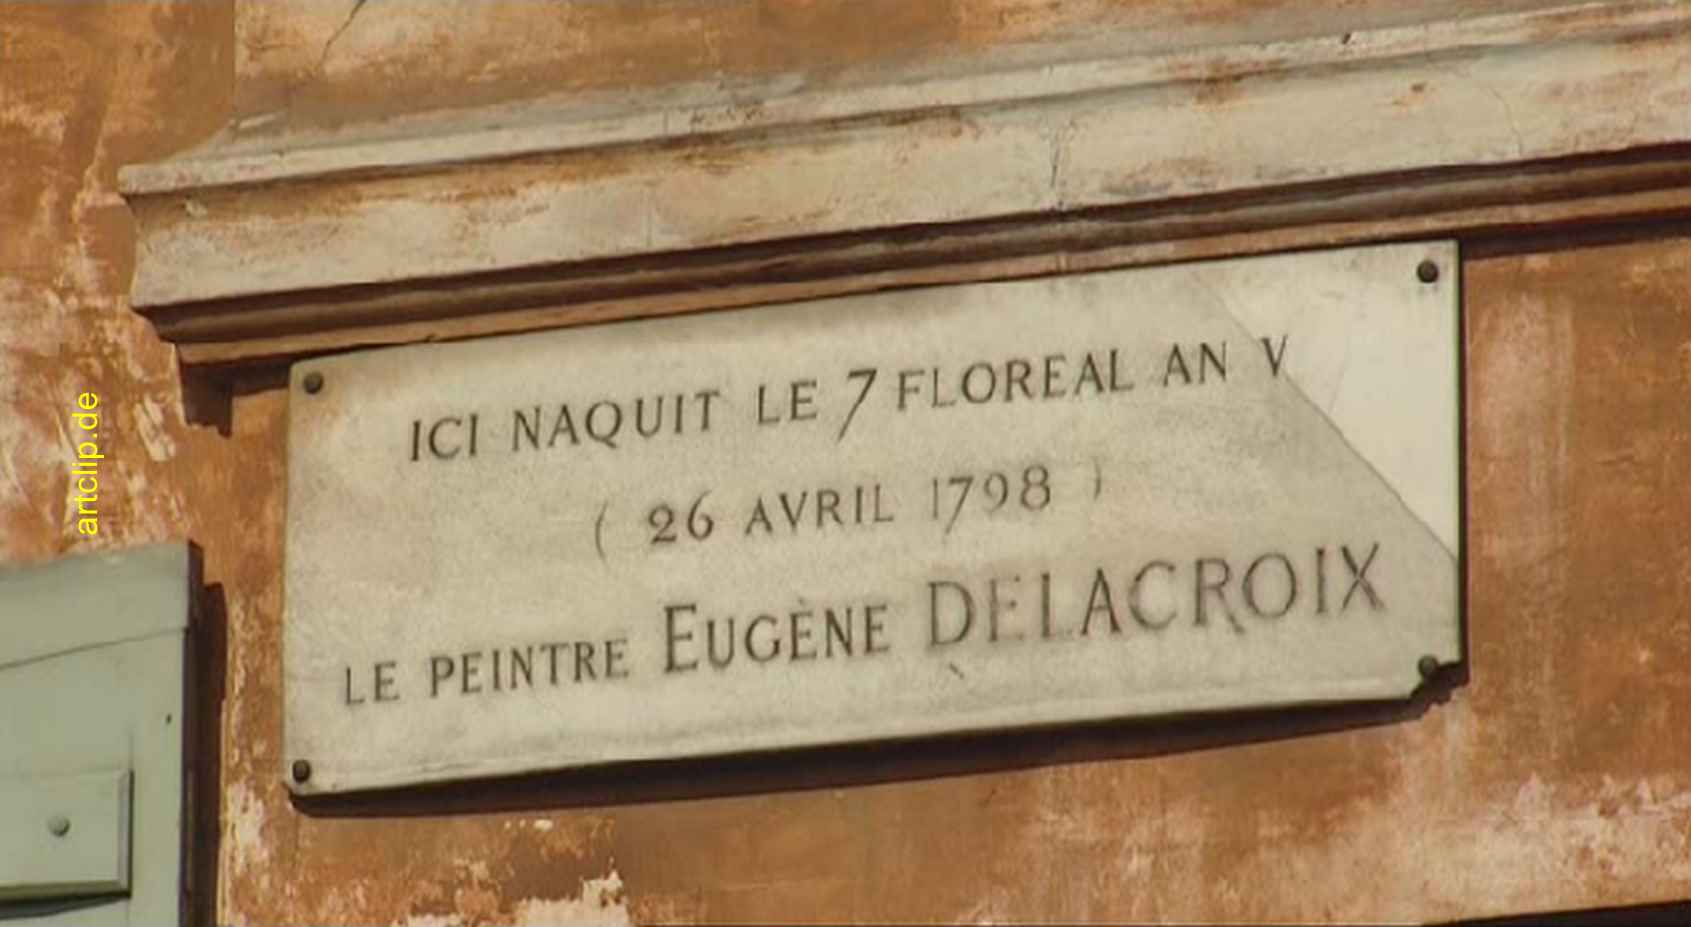 ICI NAQUIT LE 7 FLOREAL AN V
( 26 AVRIL 1798 )
LE PEINTRE EUGÈNE DELACROIX
artclip.de